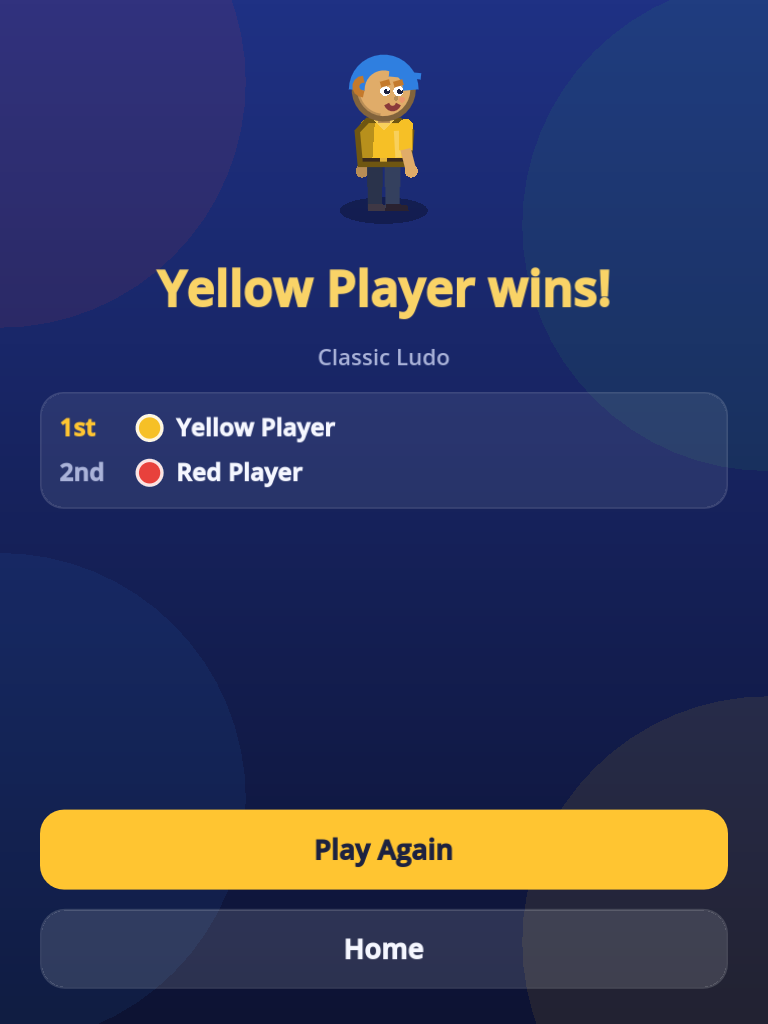 Yellow Player wins!
Classic Ludo
1st Yellow Player
2nd Red Player
Play Again
Home